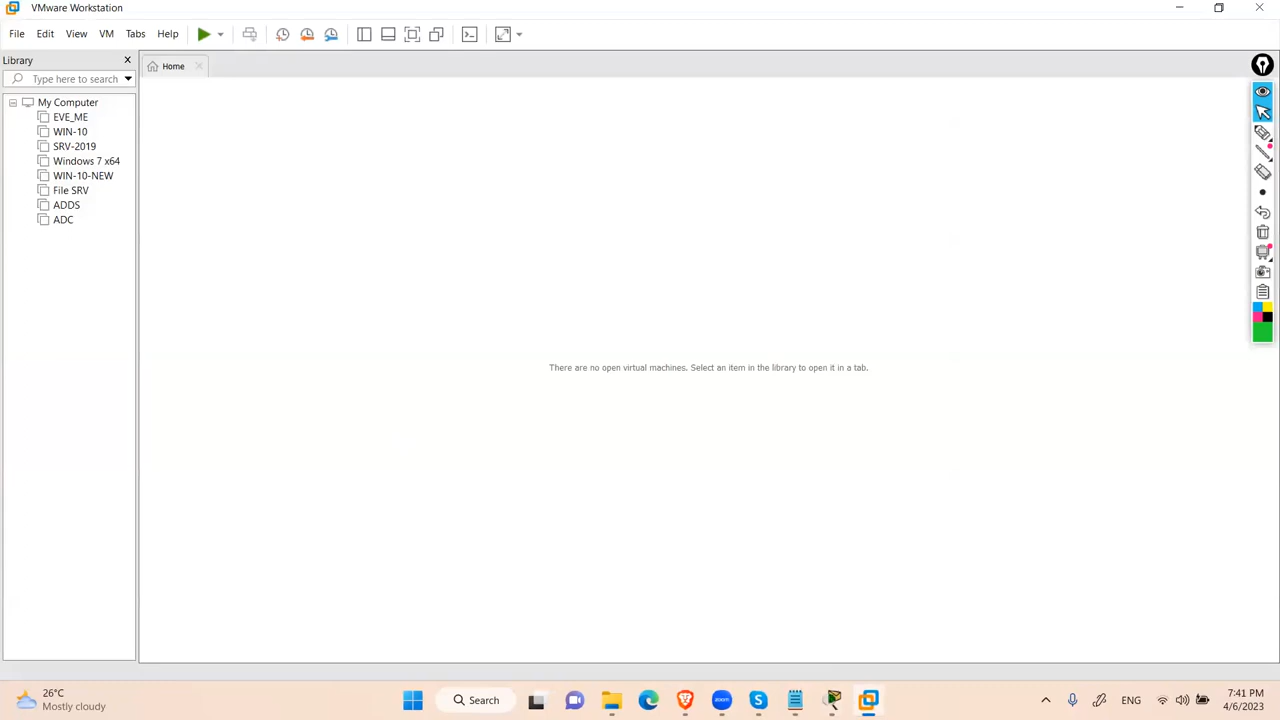 VMware Workstation
File Edit View VM Tabs Help
Library
Type here to search
Home
My Computer
EVE_ME
WIN-10
SRV-2019
Windows 7 x64
WIN-10-NEW
File SRV
ADDS
ADC
There are no open virtual machines. Select an item in the library to open it in a tab.
26°C
Mostly cloudy
Search
zoom
ENG
7:41 PM
4/6/2023